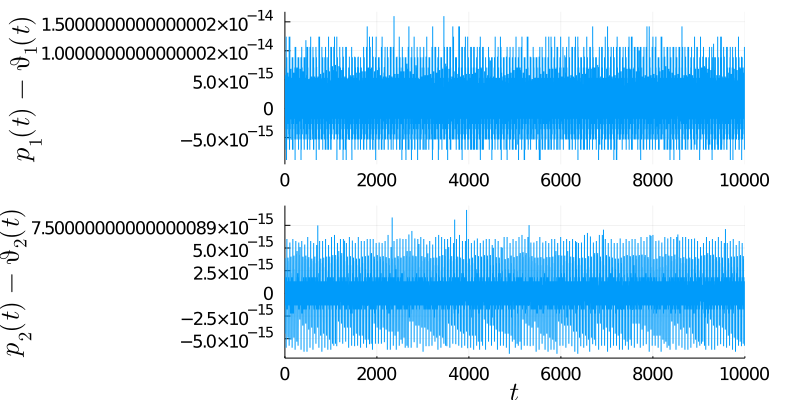 1.5000000000000002×10⁻¹⁴
1.0000000000000002×10⁻¹⁴
5.0×10⁻¹⁵
0
−5.0×10⁻¹⁵
p₁(t) − ϑ₁(t)
0 2000 4000 6000 8000 10000
7.500000000000000089×10⁻¹⁵
5.0×10⁻¹⁵
2.5×10⁻¹⁵
0
−2.5×10⁻¹⁵
−5.0×10⁻¹⁵
p₂(t) − ϑ₂(t)
0 2000 4000 6000 8000 10000
t